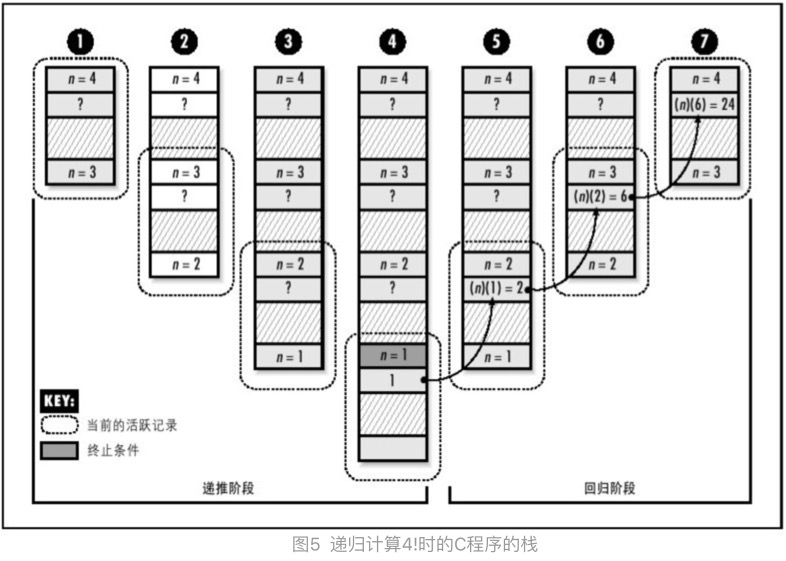 1 2 3 4 5 6 7
n = 4 n = 4 n = 4 n = 4 n = 4 n = 4 n = 4
? ? ? ? ? ? (n)(6) = 24
n = 3 n = 3 n = 3 n = 3 n = 3 n = 3 n = 3
? ? ? ? (n)(2) = 6
n = 2 n = 2 n = 2 n = 2 n = 2
? ? (n)(1) = 2
n = 1 n = 1 n = 1
1
KEY:
当前的活跃记录
终止条件
递推阶段 回归阶段
图5 递归计算4!时的C程序的栈